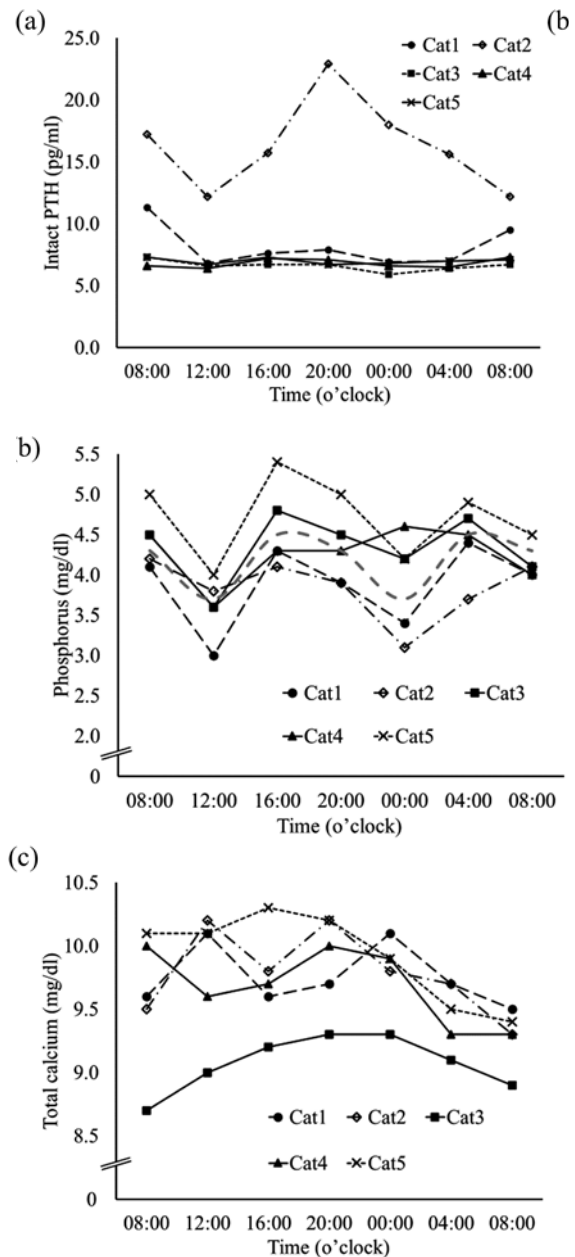 (a) (b
25.0
Cat1 Cat2
20.0
Cat3 Cat4
Cat5
15.0
10.0
5.0
0.0
Intact PTH (pg/ml)
08:00 12:00 16:00 20:00 00:00 04:00 08:00
Time (o’clock)
b)
5.5
5.0
4.5
4.0
3.5
3.0
2.5
2.0
0
Phosphorus (mg/dl)
Cat1 Cat2 Cat3
Cat4 Cat5
08:00 12:00 16:00 20:00 00:00 04:00 08:00
Time (o’clock)
(c)
10.5
10.0
9.5
9.0
8.5
0
Total calcium (mg/dl)
Cat1 Cat2 Cat3
Cat4 Cat5
08:00 12:00 16:00 20:00 00:00 04:00 08:00
Time (o’clock)